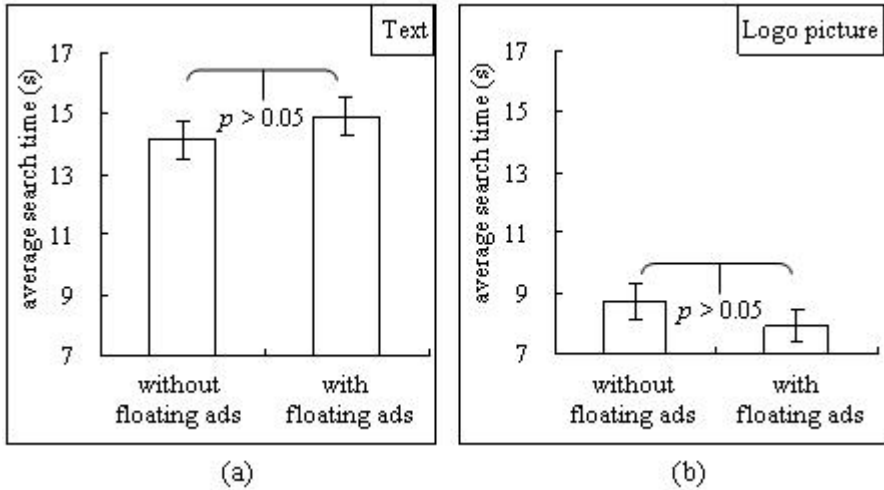 Text
average search time (s)
17
15
13
11
9
7
p > 0.05
without
floating ads
with
floating ads
(a)
Logo picture
average search time (s)
17
15
13
11
9
7
p > 0.05
without
floating ads
with
floating ads
(b)